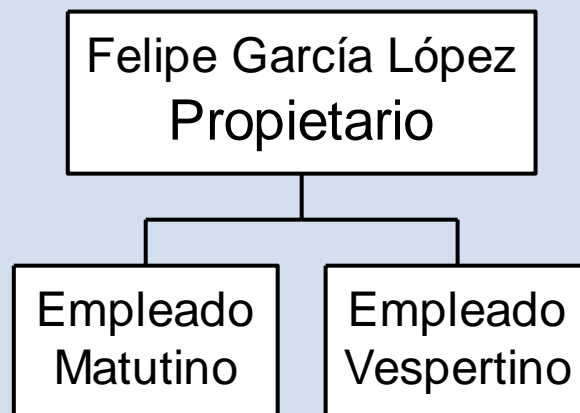 Felipe García López
Propietario
Empleado
Matutino
Empleado
Vespertino